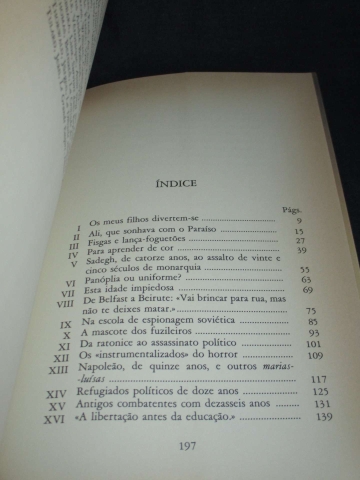 ÍNDICE
Págs.
I Os meus filhos divertem-se 9
II Ali, que sonhava com o Paraíso 15
III Fisgas e lança-foguetões 27
IV Para aprender de cor 39
V Sadegh, de catorze anos, ao assalto de vinte e
cinco séculos de monarquia 55
VI Panóplia ou uniforme? 63
VII Esta idade impiedosa 69
VIII De Belfast a Beirute: «Vai brincar para rua, mas
não te deixes matar.» 75
IX Na escola de espionagem soviética 85
X A mascote dos fuzileiros 93
XI Da ratonice ao assassinato político 101
XII Os «instrumentalizados» do horror 109
XIII Napoleão, de quinze anos, e outros marias-
-luísas 117
XIV Refugiados políticos de doze anos 125
XV Antigos combatentes com dezasseis anos 131
XVI «A libertação antes da educação.» 139
197